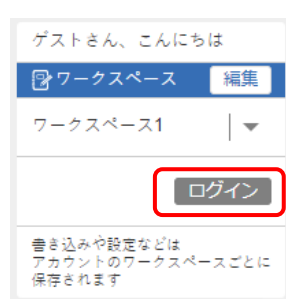 ゲストさん、こんにちは
ワークスペース 編集
ワークスペース1
ログイン
書き込みや設定などは
アカウントのワークスペースごとに
保存されます